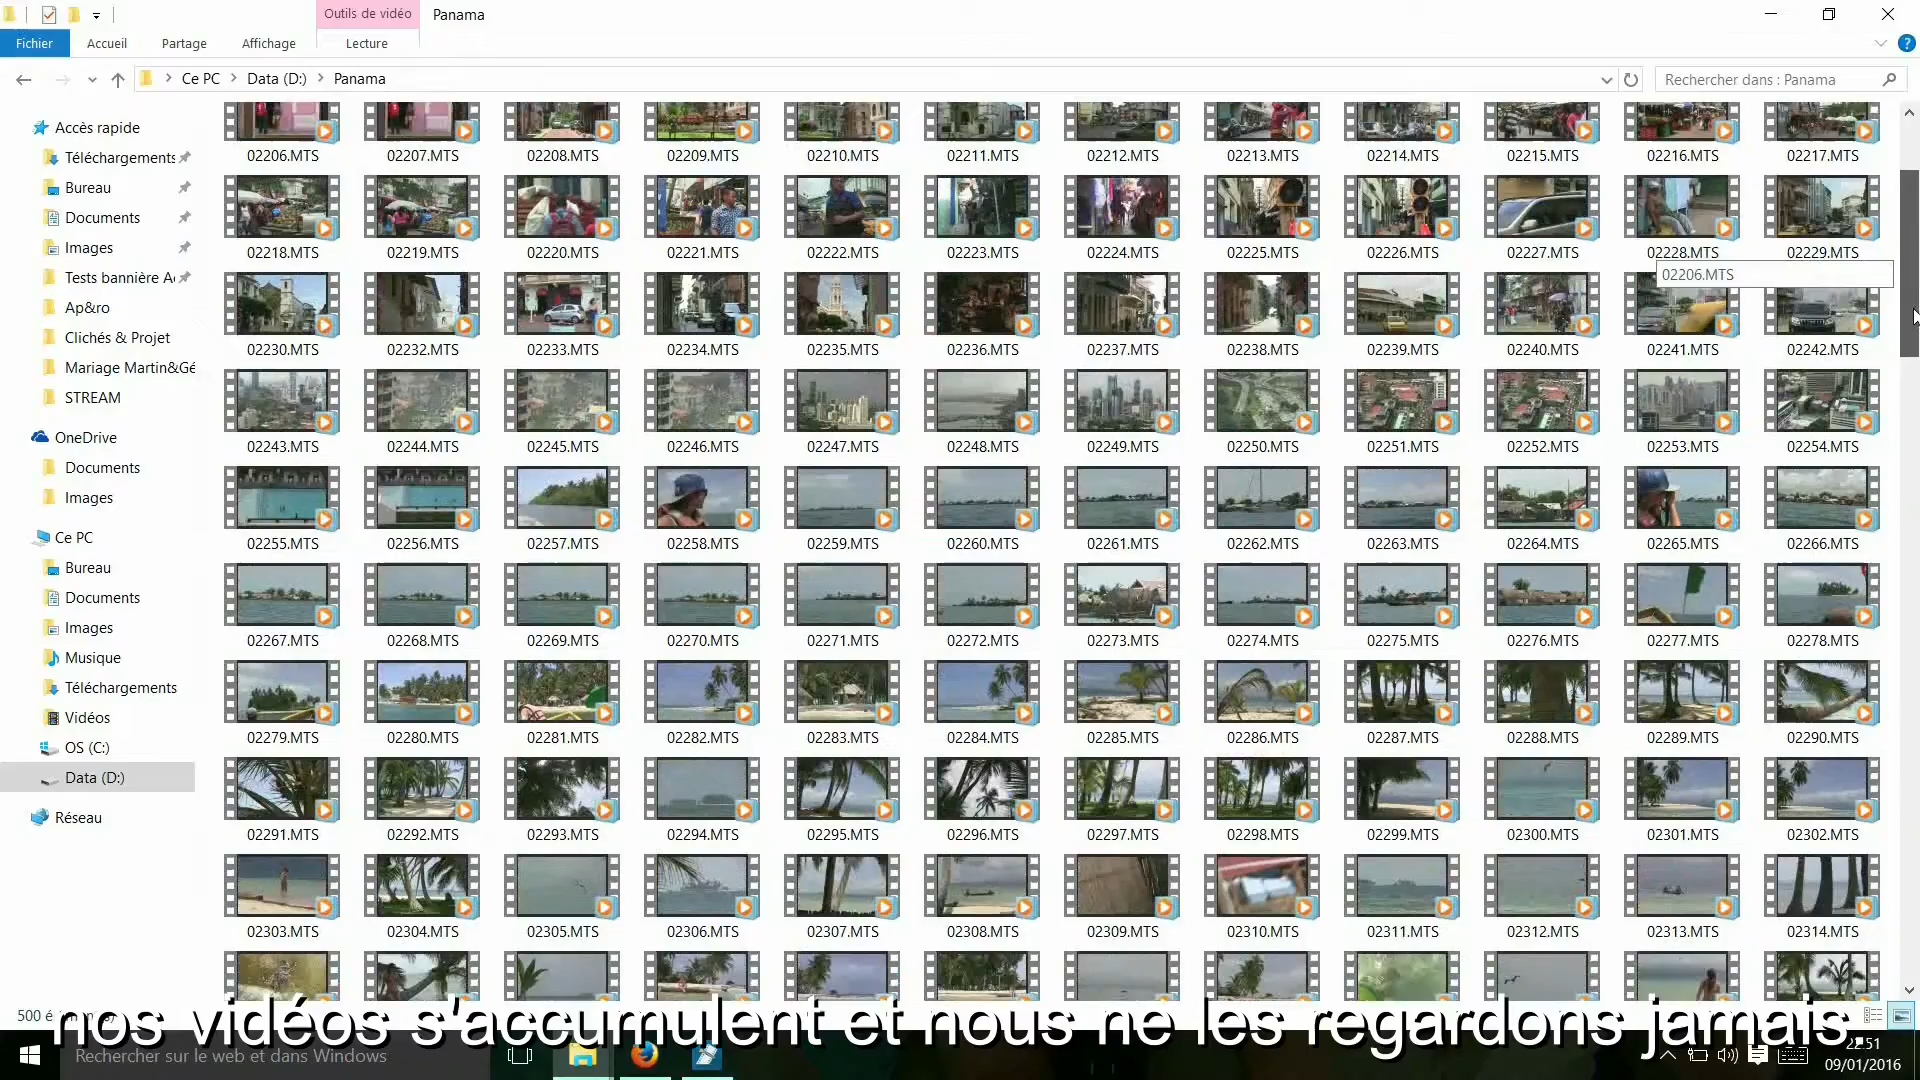 Outils de vidéo
Panama
Fichier
Accueil
Partage
Affichage
Lecture
Ce PC
Data (D:)
Panama
Rechercher dans : Panama
Accès rapide
Téléchargements
Bureau
Documents
Images
Tests bannière A
Ap&ro
Clichés & Projet
Mariage Martin&Gé
STREAM
OneDrive
Documents
Images
Ce PC
Bureau
Documents
Images
Musique
Téléchargements
Vidéos
OS (C:)
Data (D:)
Réseau
02206.MTS 02207.MTS 02208.MTS 02209.MTS 02210.MTS 02211.MTS 02212.MTS 02213.MTS 02214.MTS 02215.MTS 02216.MTS 02217.MTS
02218.MTS 02219.MTS 02220.MTS 02221.MTS 02222.MTS 02223.MTS 02224.MTS 02225.MTS 02226.MTS 02227.MTS 02228.MTS 02229.MTS
02206.MTS
02230.MTS 02232.MTS 02233.MTS 02234.MTS 02235.MTS 02236.MTS 02237.MTS 02238.MTS 02239.MTS 02240.MTS 02241.MTS 02242.MTS
02243.MTS 02244.MTS 02245.MTS 02246.MTS 02247.MTS 02248.MTS 02249.MTS 02250.MTS 02251.MTS 02252.MTS 02253.MTS 02254.MTS
02255.MTS 02256.MTS 02257.MTS 02258.MTS 02259.MTS 02260.MTS 02261.MTS 02262.MTS 02263.MTS 02264.MTS 02265.MTS 02266.MTS
02267.MTS 02268.MTS 02269.MTS 02270.MTS 02271.MTS 02272.MTS 02273.MTS 02274.MTS 02275.MTS 02276.MTS 02277.MTS 02278.MTS
02279.MTS 02280.MTS 02281.MTS 02282.MTS 02283.MTS 02284.MTS 02285.MTS 02286.MTS 02287.MTS 02288.MTS 02289.MTS 02290.MTS
02291.MTS 02292.MTS 02293.MTS 02294.MTS 02295.MTS 02296.MTS 02297.MTS 02298.MTS 02299.MTS 02300.MTS 02301.MTS 02302.MTS
02303.MTS 02304.MTS 02305.MTS 02306.MTS 02307.MTS 02308.MTS 02309.MTS 02310.MTS 02311.MTS 02312.MTS 02313.MTS 02314.MTS
500
nos vidéos s'accumulent et nous ne les regardons jamais
Rechercher sur le web et dans Windows
22:51
09/01/2016